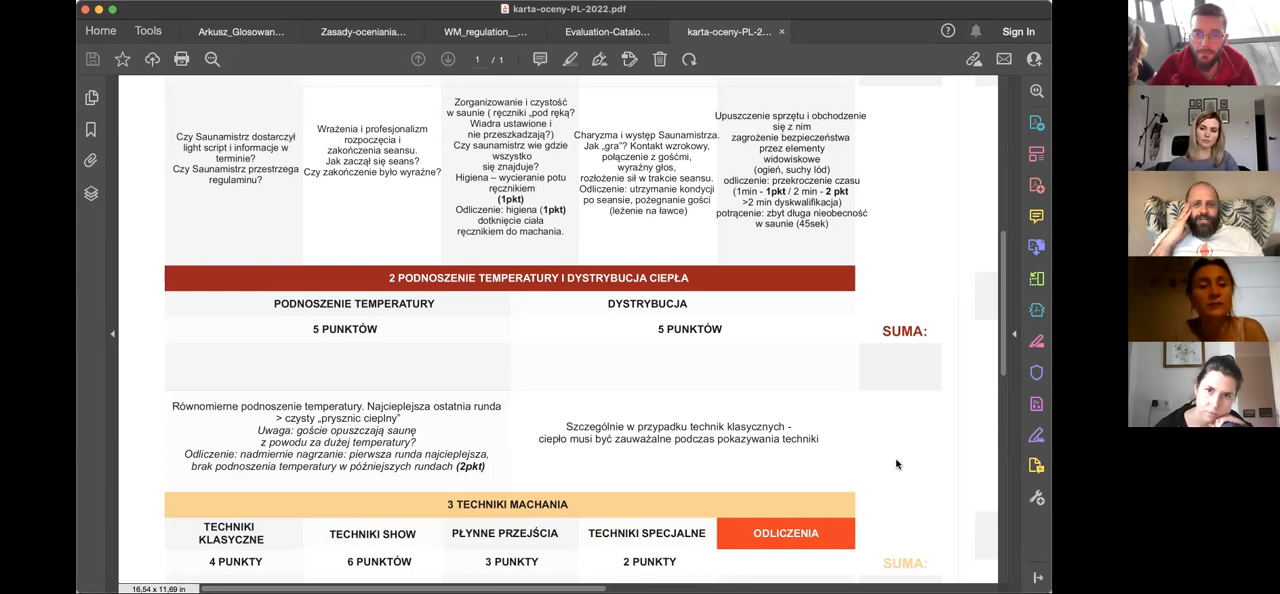 karta-oceny-PL-2022.pdf
Home
Tools
Arkusz_Glosowan...
Zasady-oceniania...
WM_regulation__...
Evaluation-Catalo...
karta-oceny-PL-2...
×
?
Sign In
1 / 1
Czy Saunamistrz dostarczył
light script i informacje w
terminie?
Czy Saunamistrz przestrzega
regulaminu?
Wrażenia i profesjonalizm
rozpoczęcia i
zakończenia seansu.
Jak zaczął się seans?
Czy zakończenie było wyraźne?
Zorganizowanie i czystość
w saunie ( ręczniki „pod ręką?
Wiadra ustawione i
nie przeszkadzają?)
Czy saunamistrz wie gdzie
wszystko
się znajduje?
Higiena – wycieranie potu
ręcznikiem
(1pkt)
Odliczenie: higiena (1pkt)
dotknięcie ciała
ręcznikiem do machania.
Charyzma i występ Saunamistrza.
Jak „gra”? Kontakt wzrokowy,
połączenie z gośćmi,
wyraźny głos,
rozłożenie sił w trakcie seansu.
Odliczenie: utrzymanie kondycji
po seansie, pożegnanie gości
(leżenie na ławce)
Upuszczenie sprzętu i obchodzenie
się z nim
zagrożenie bezpieczeństwa
przez elementy
widowiskowe
(ogień, suchy lód)
odliczenie: przekroczenie czasu
(1min - 1pkt / 2 min - 2 pkt
>2 min dyskwalifikacja)
potrącenie: zbyt długa nieobecność
w saunie (45sek)
2 PODNOSZENIE TEMPERATURY I DYSTRYBUCJA CIEPŁA
PODNOSZENIE TEMPERATURY
DYSTRYBUCJA
5 PUNKTÓW
5 PUNKTÓW
SUMA:
Równomierne podnoszenie temperatury. Najcieplejsza ostatnia runda
> czysty „prysznic cieplny”
Uwaga: goście opuszczają saunę
z powodu za dużej temperatury?
Odliczenie: nadmiernie nagrzanie: pierwsza runda najcieplejsza,
brak podnoszenia temperatury w późniejszych rundach (2pkt)
Szczególnie w przypadku technik klasycznych -
ciepło musi być zauważalne podczas pokazywania techniki
3 TECHNIKI MACHANIA
TECHNIKI
KLASYCZNE
TECHNIKI SHOW
PŁYNNE PRZEJŚCIA
TECHNIKI SPECJALNE
ODLICZENIA
4 PUNKTY
6 PUNKTÓW
3 PUNKTY
2 PUNKTY
SUMA:
16,54 x 11,69 in